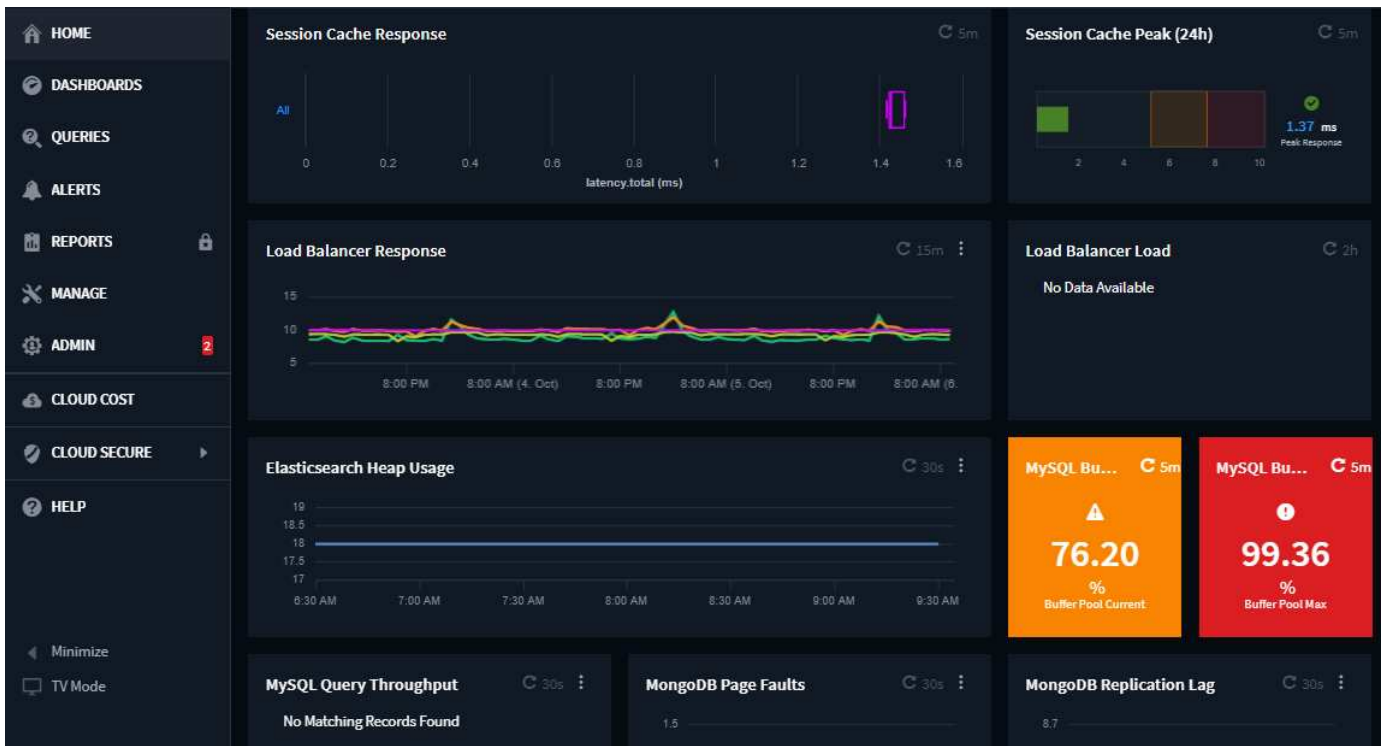 HOME
DASHBOARDS
QUERIES
ALERTS
REPORTS
MANAGE
ADMIN
2
CLOUD COST
CLOUD SECURE
HELP
Minimize
TV Mode
Session Cache Response
5m
All
0 0.2 0.4 0.6 0.8 1 1.2 1.4 1.6
latency.total (ms)
Session Cache Peak (24h)
5m
2 4 6 8 10
1.37 ms
Peak Response
Load Balancer Response
15m
15
10
5
8:00 PM 8:00 AM (4. Oct) 8:00 PM 8:00 AM (5. Oct) 8:00 PM 8:00 AM (6.
Load Balancer Load
2h
No Data Available
Elasticsearch Heap Usage
30s
19
18.5
18
17.5
17
6:30 AM 7:00 AM 7:30 AM 8:00 AM 8:30 AM 9:00 AM 9:30 AM
MySQL Bu... 5m
76.20
%
Buffer Pool Current
MySQL Bu... 5m
99.36
%
Buffer Pool Max
MySQL Query Throughput
30s
No Matching Records Found
MongoDB Page Faults
30s
1.5
MongoDB Replication Lag
30s
8.7